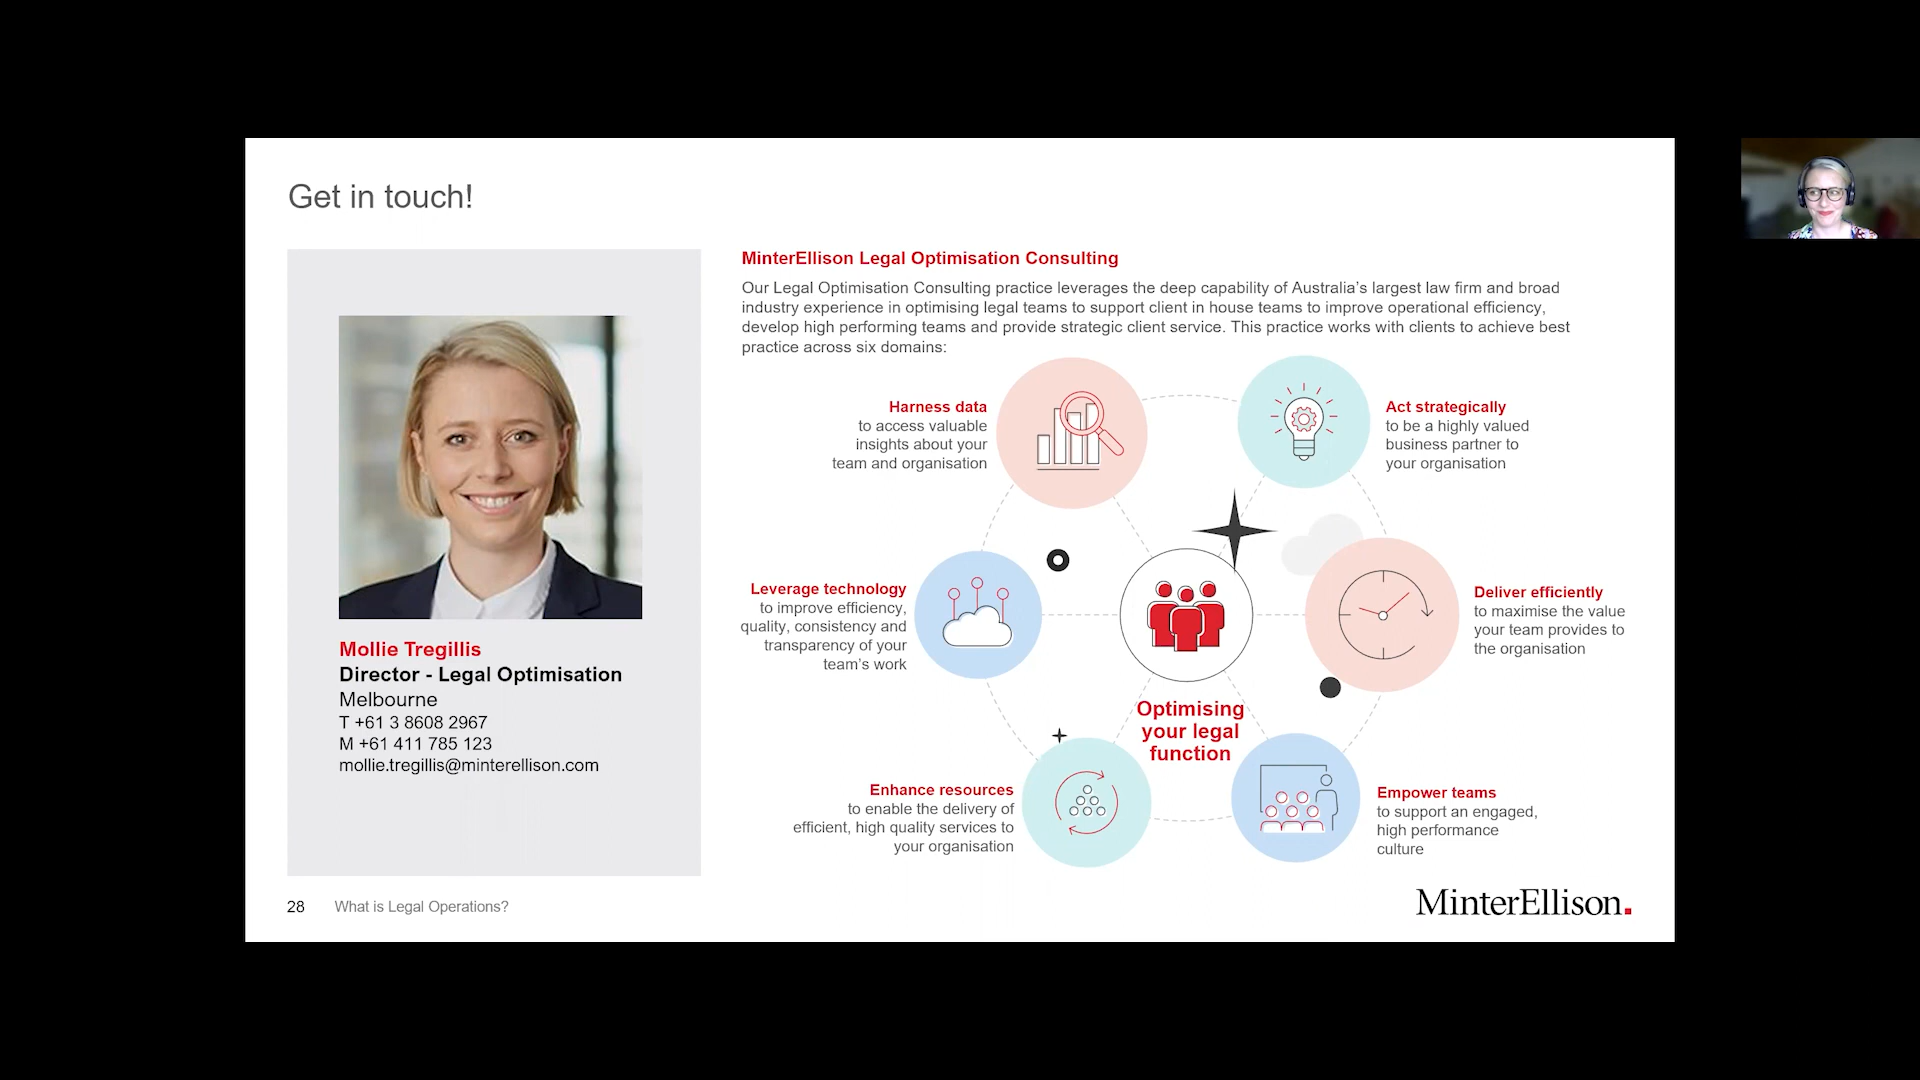 Get in touch!
Mollie Tregillis
Director - Legal Optimisation
Melbourne
T +61 3 8608 2967
M +61 411 785 123
mollie.tregillis@minterellison.com
MinterEllison Legal Optimisation Consulting
Our Legal Optimisation Consulting practice leverages the deep capability of Australia's largest law firm and broad
industry experience in optimising legal teams to support client in house teams to improve operational efficiency,
develop high performing teams and provide strategic client service. This practice works with clients to achieve best
practice across six domains:
Harness data
to access valuable
insights about your
team and organisation
Act strategically
to be a highly valued
business partner to
your organisation
Leverage technology
to improve efficiency,
quality, consistency and
transparency of your
team's work
Deliver efficiently
to maximise the value
your team provides to
the organisation
Optimising
your legal
function
Enhance resources
to enable the delivery of
efficient, high quality services to
your organisation
Empower teams
to support an engaged,
high performance
culture
28 What is Legal Operations?
MinterEllison.